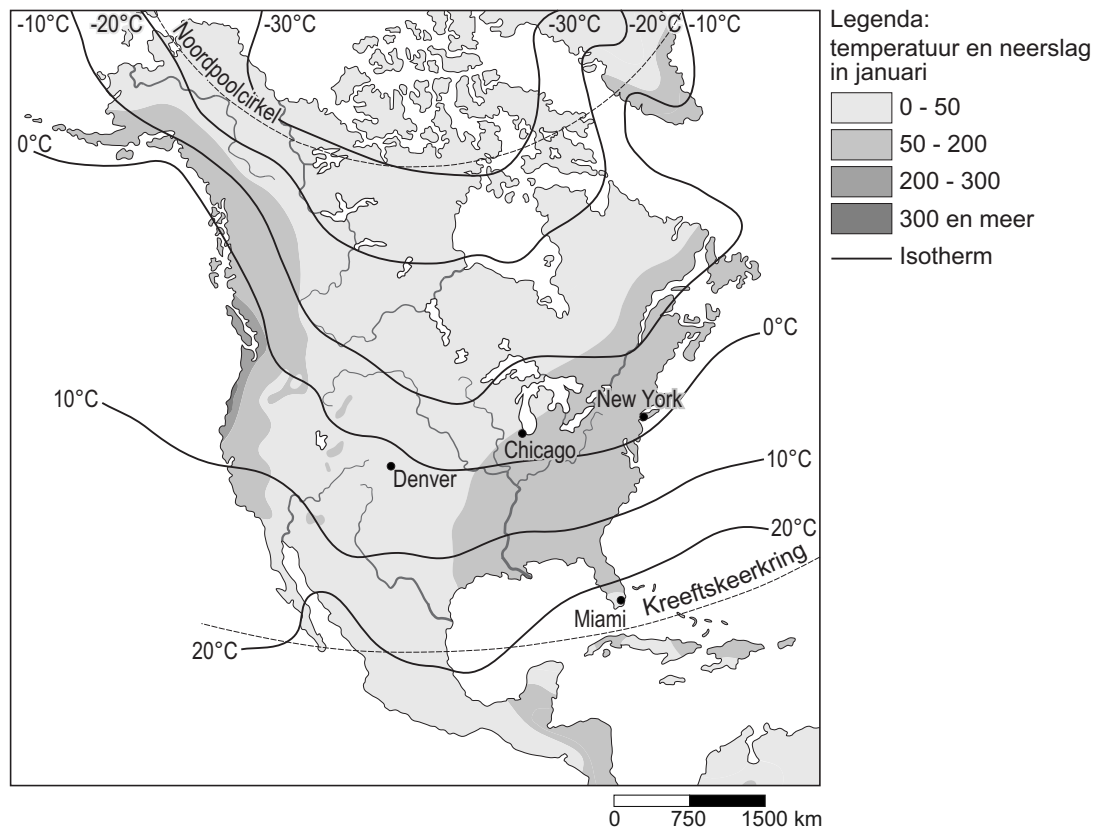 -10°C -20°C -30°C -30°C -20°C -10°C
Noordpoolcirkel
0°C
0°C
10°C
New York
Chicago
Denver
10°C
20°C
Kreeftskeerkring
Miami
20°C
Legenda:
temperatuur en neerslag
in januari
0 - 50
50 - 200
200 - 300
300 en meer
Isotherm
0 750 1500 km